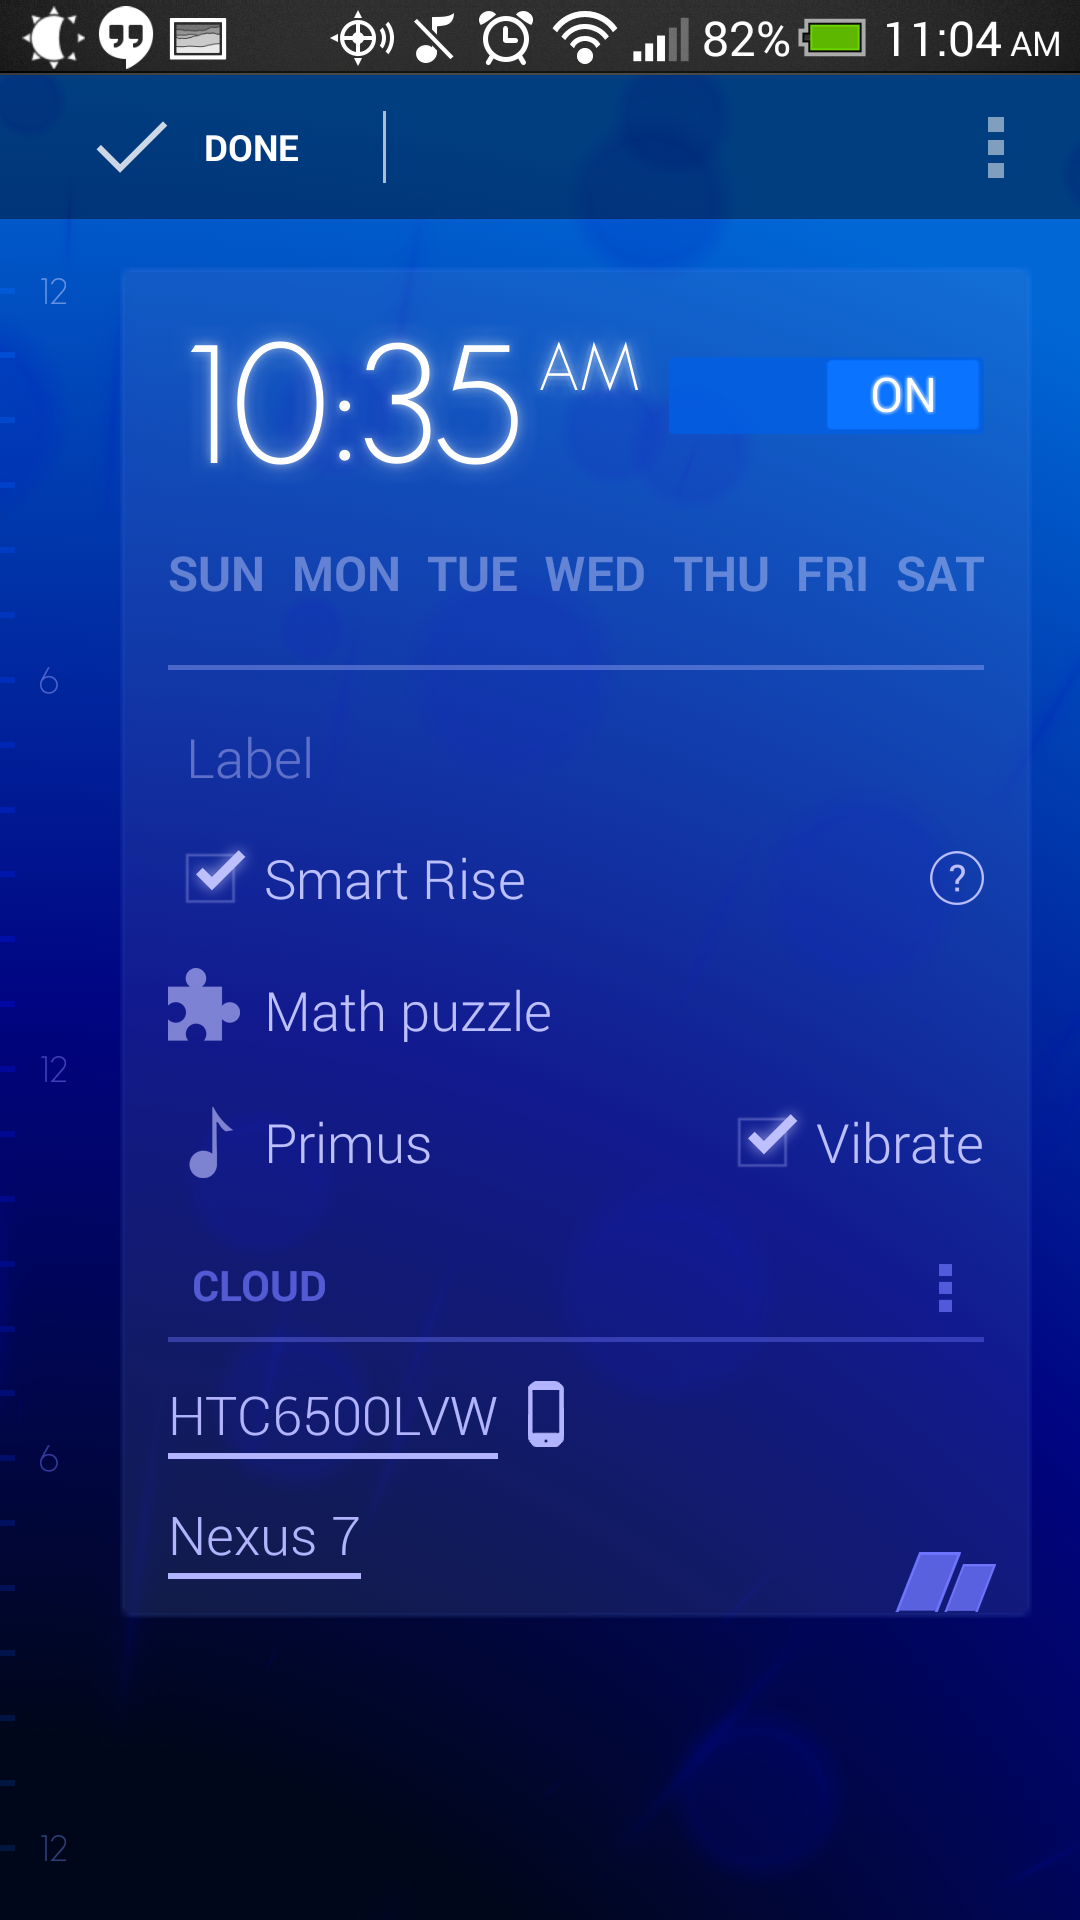 82% 11:04 AM
DONE
12
10:35 AM ON
SUN MON TUE WED THU FRI SAT
6
Label
Smart Rise ?
Math puzzle
12
Primus Vibrate
CLOUD
HTC6500LVW
6
Nexus 7
12